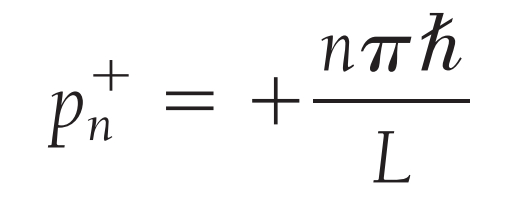 $p_n^+ = +\frac{n\pi\hbar}{L}$